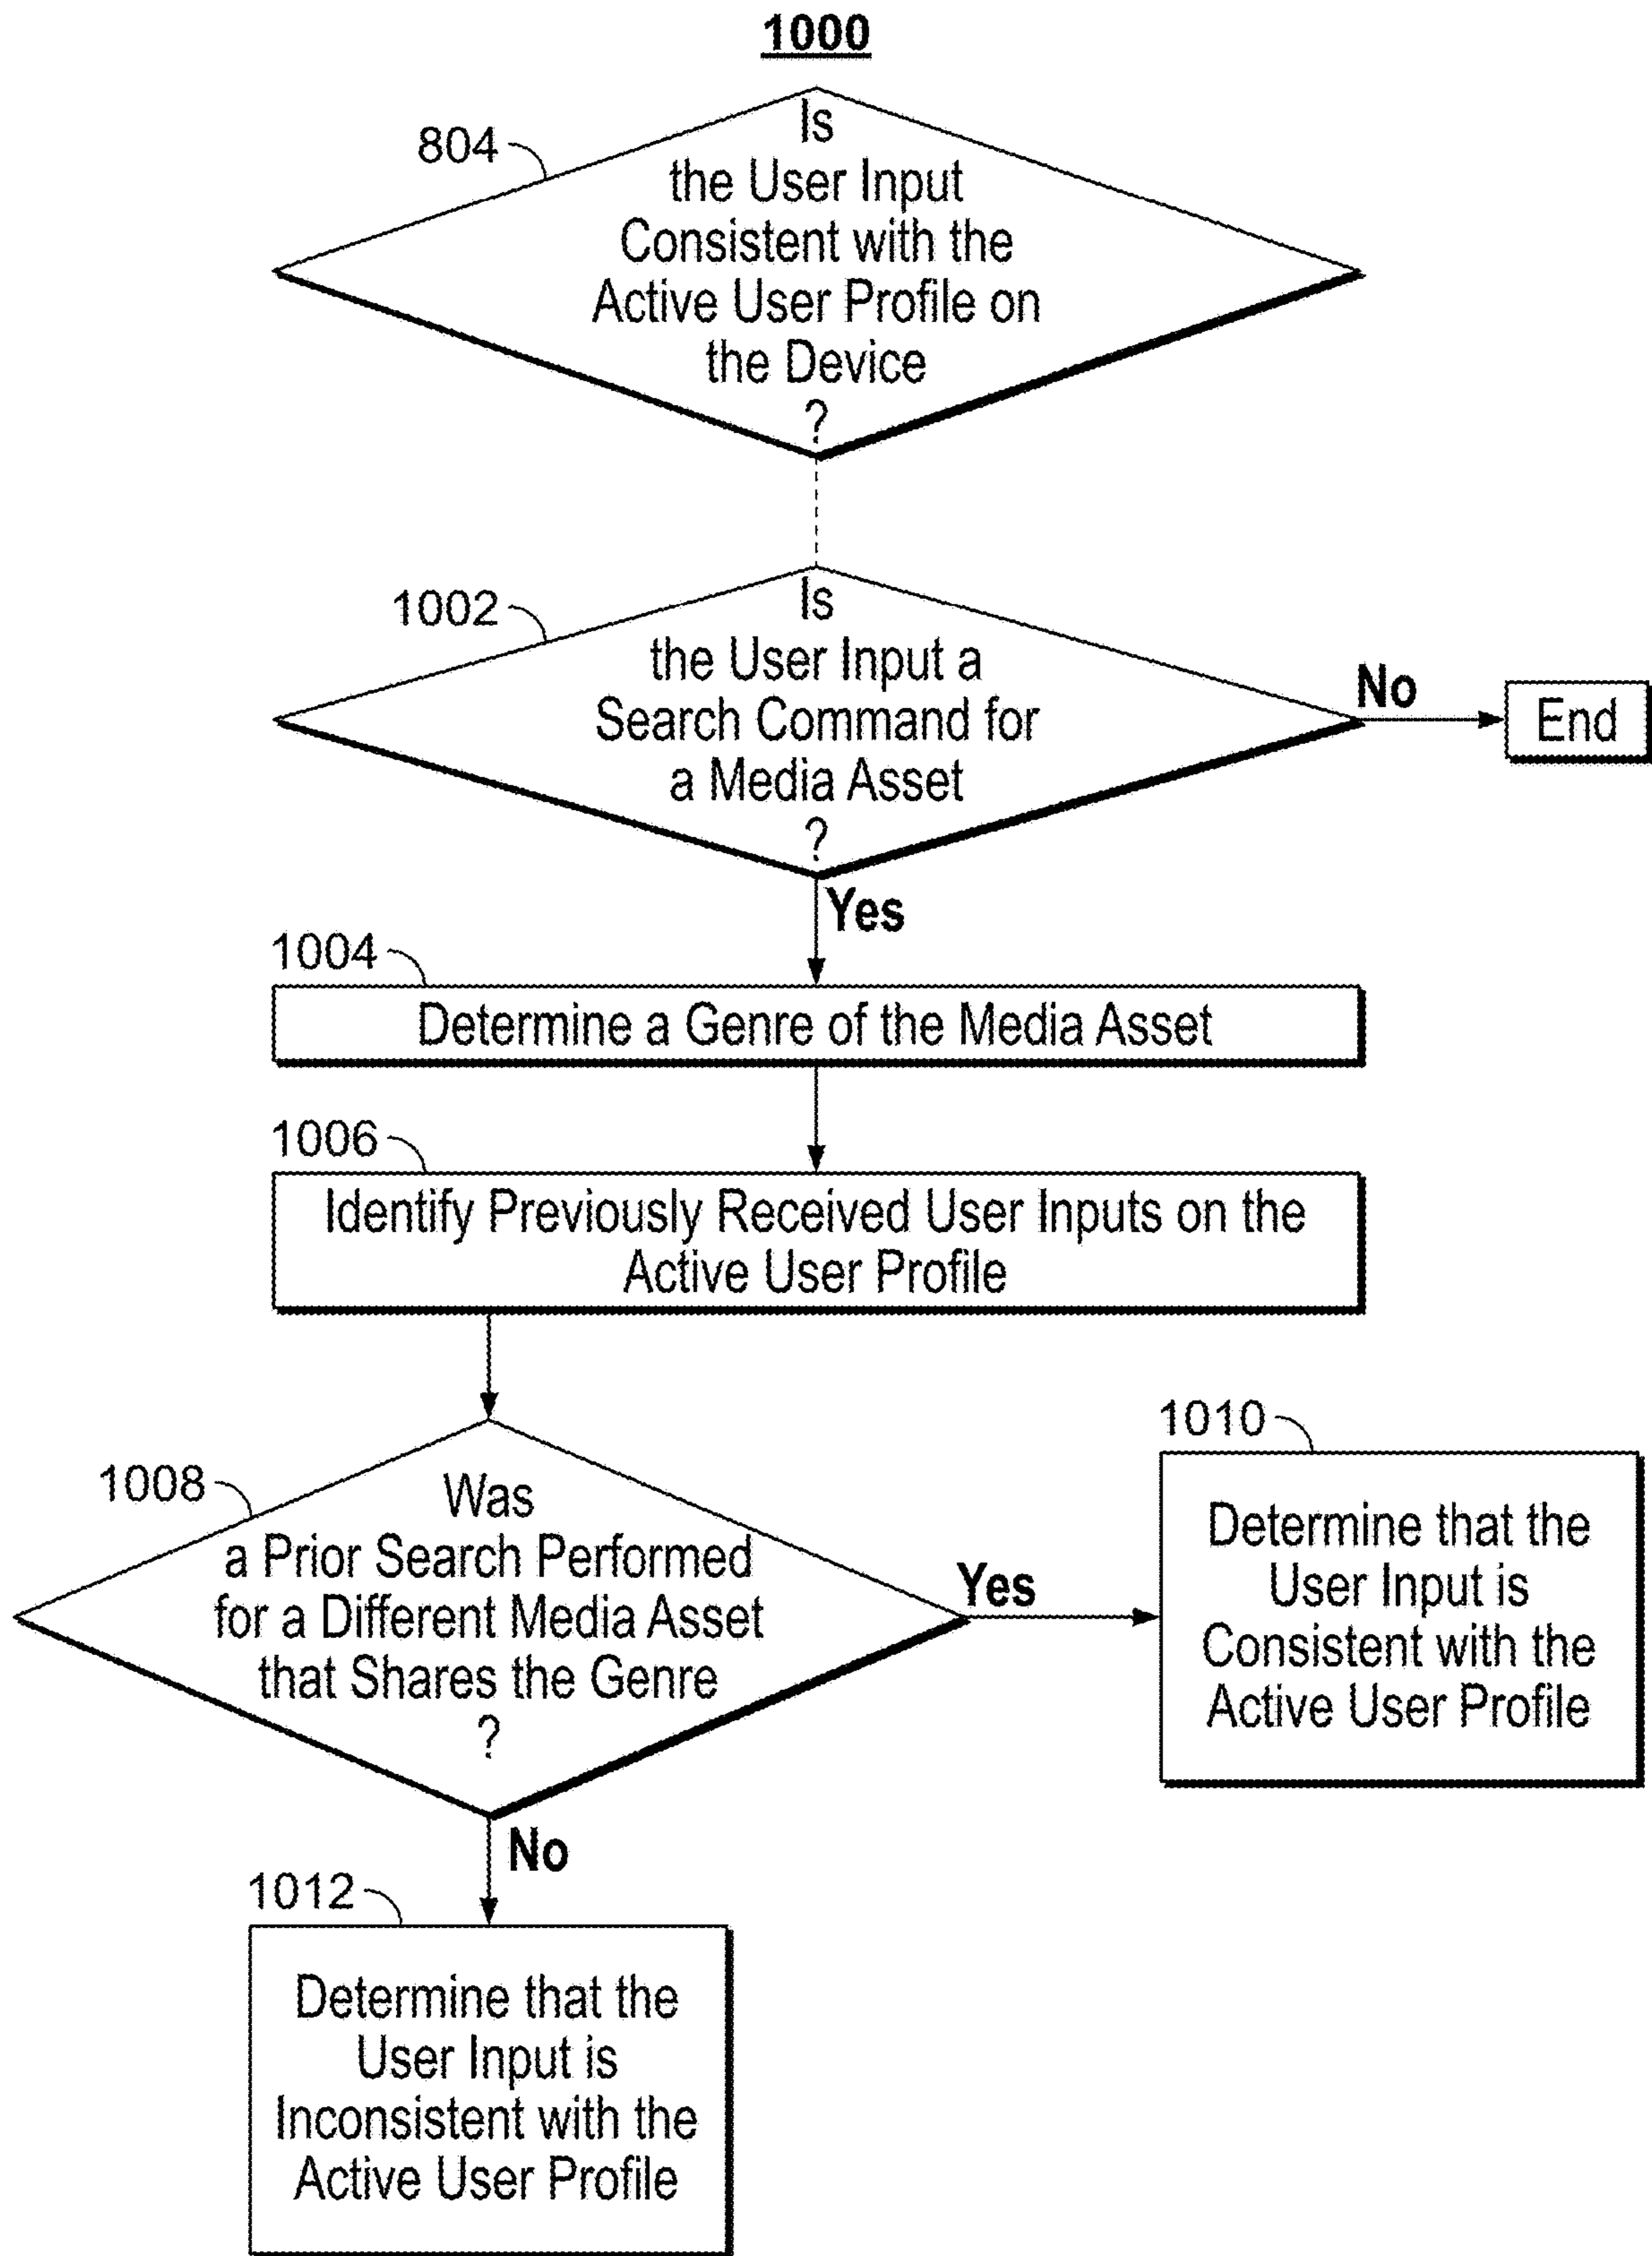 1000
804
Is
the User Input
Consistent with the
Active User Profile on
the Device
?
1002
Is
the User Input a
Search Command for
a Media Asset
?
No
End
Yes
1004
Determine a Genre of the Media Asset
1006
Identify Previously Received User Inputs on the
Active User Profile
1008
Was
a Prior Search Performed
for a Different Media Asset
that Shares the Genre
?
Yes
1010
Determine that the
User Input is
Consistent with the
Active User Profile
No
1012
Determine that the
User Input is
Inconsistent with the
Active User Profile